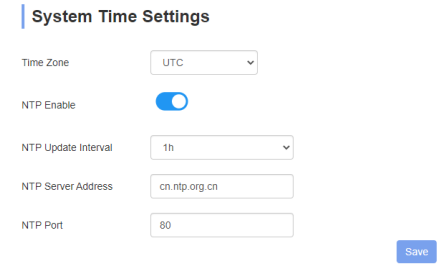 System Time Settings
Time Zone UTC
NTP Enable
NTP Update Interval 1h
NTP Server Address cn.ntp.org.cn
NTP Port 80
Save